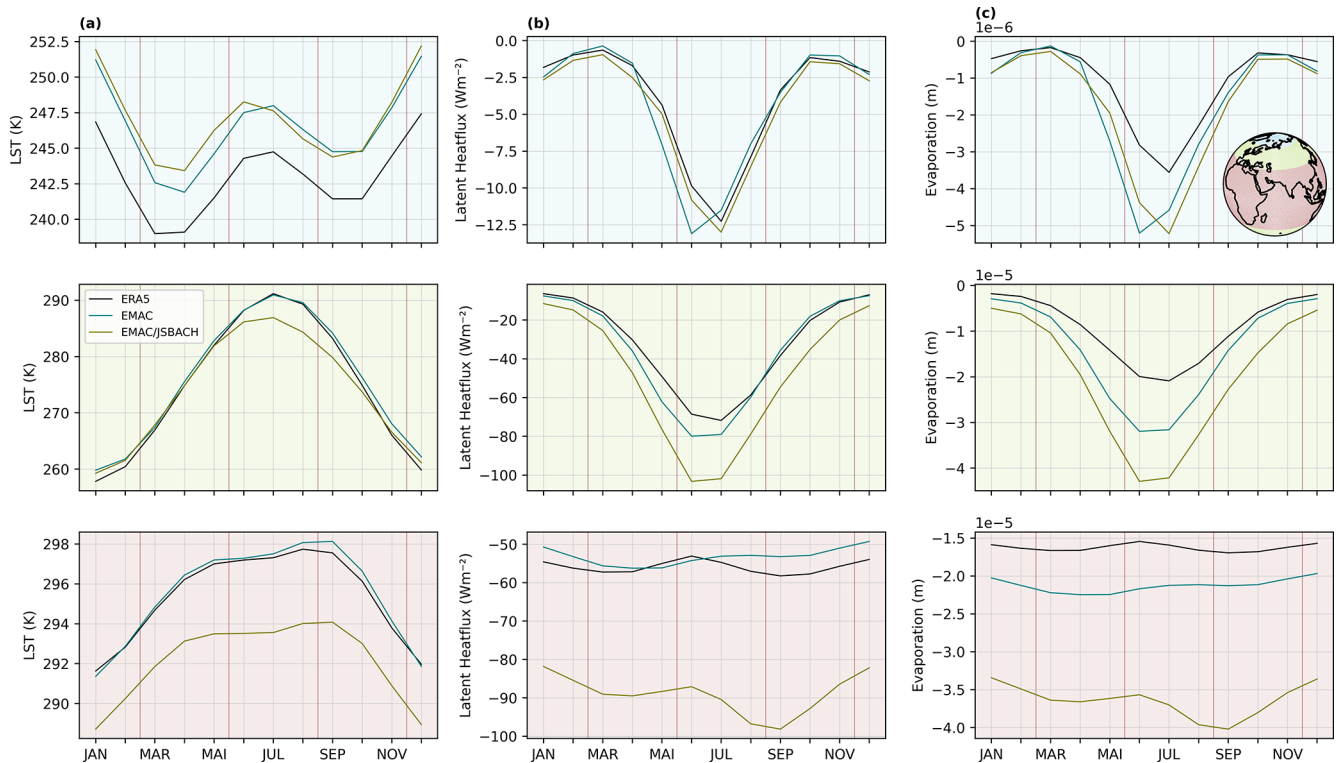 (a)
(b)
(c)
1e−6
252.5
250.0
247.5
245.0
242.5
240.0
LST (K)
0.0
−2.5
−5.0
−7.5
−10.0
−12.5
Latent Heatflux (Wm⁻²)
0
−1
−2
−3
−4
−5
Evaporation (m)
ERA5
EMAC
EMAC/JSBACH
290
280
270
260
LST (K)
−20
−40
−60
−80
−100
Latent Heatflux (Wm⁻²)
1e−5
0
−1
−2
−3
−4
Evaporation (m)
298
296
294
292
290
LST (K)
JAN MAR MAI JUL SEP NOV
−50
−60
−70
−80
−90
−100
Latent Heatflux (Wm⁻²)
JAN MAR MAI JUL SEP NOV
1e−5
−1.5
−2.0
−2.5
−3.0
−3.5
−4.0
Evaporation (m)
JAN MAR MAI JUL SEP NOV